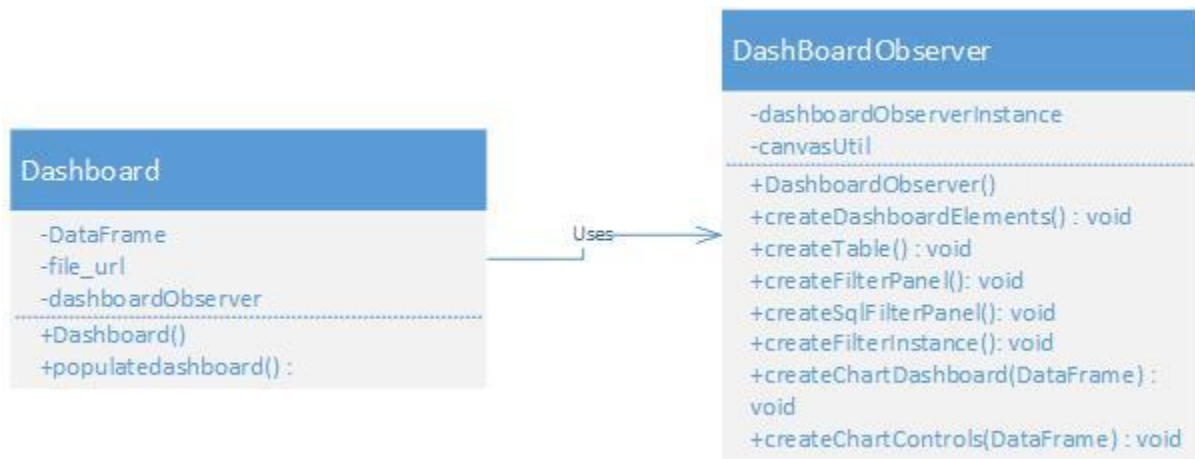 Dashboard
-DataFrame
-file_url
-dashboardObserver
+Dashboard()
+populatedashboard() :
Uses
DashBoardObserver
-dashboardObserverInstance
-canvasUtil
+DashboardObserver()
+createDashboardElements() : void
+createTable() : void
+createFilterPanel(): void
+createSqlFilterPanel(): void
+createFilterInstance(): void
+createChartDashboard(DataFrame) :
void
+createChartControls(DataFrame) : void